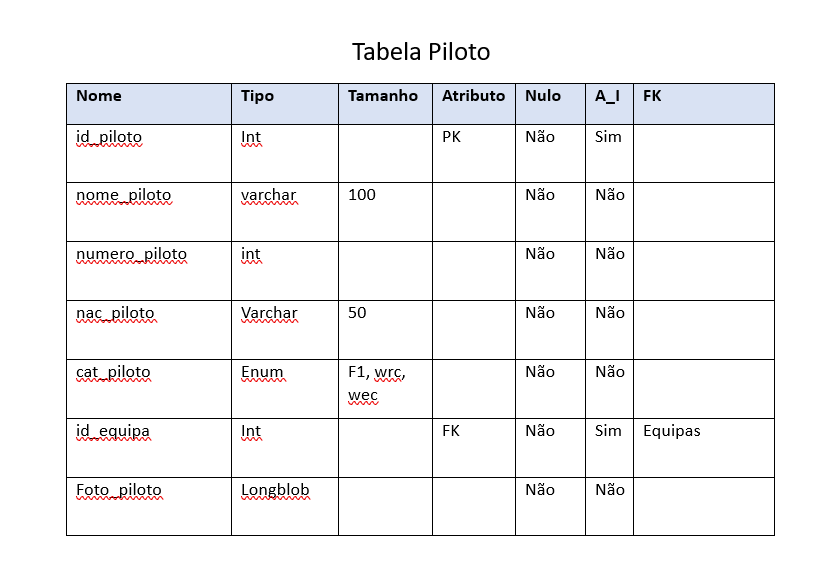 Tabela Piloto
Nome Tipo Tamanho Atributo Nulo A_I FK
id_piloto Int PK Não Sim
nome_piloto varchar 100 Não Não
numero_piloto int Não Não
nac_piloto Varchar 50 Não Não
cat_piloto Enum F1, wrc, Não Não
wec
id_equipa Int FK Não Sim Equipas
Foto_piloto Longblob Não Não